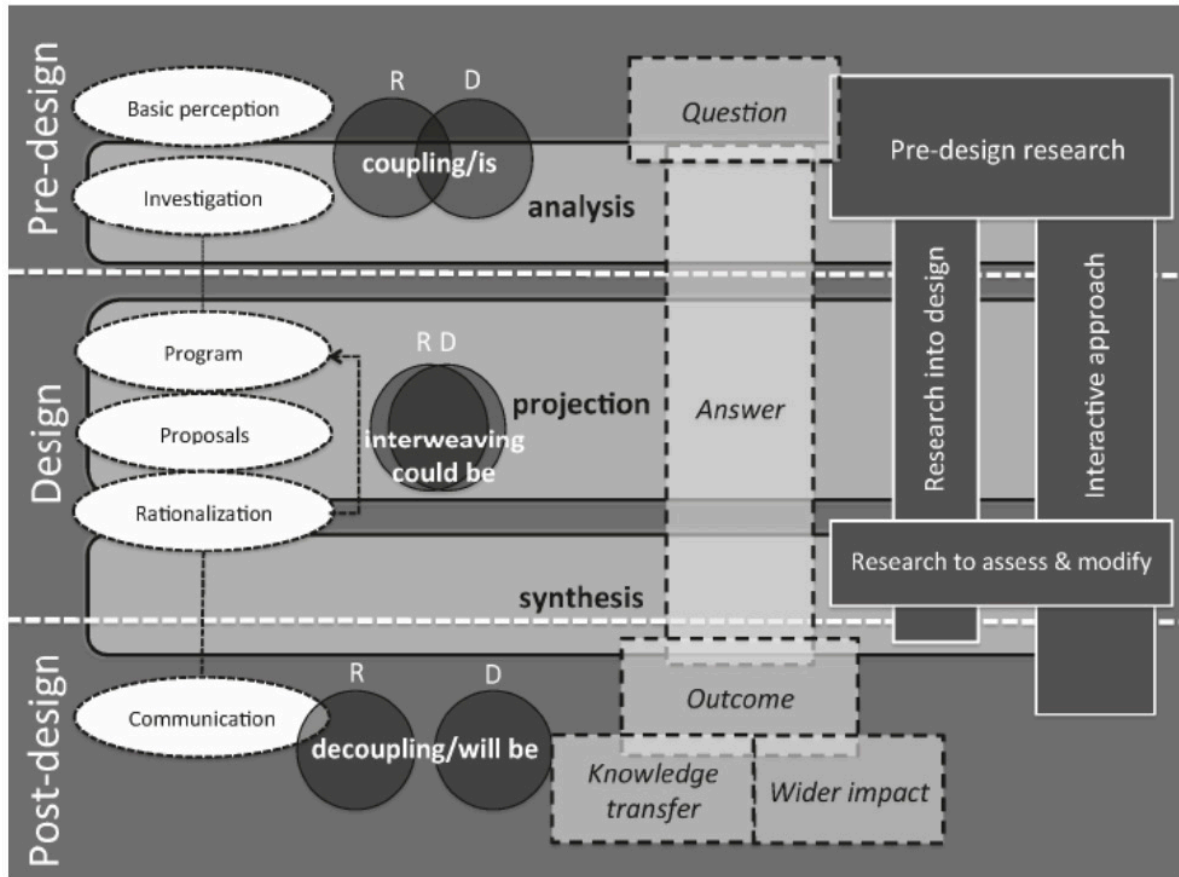 Pre-design
Basic perception
Investigation
R D
coupling/is
analysis
Question
Pre-design research
Design
Program
Proposals
Rationalization
R D
interweaving
could be
projection
synthesis
Answer
Research into design
Interactive approach
Research to assess & modify
Post-design
Communication
R D
decoupling/will be
Outcome
Knowledge
transfer
Wider impact